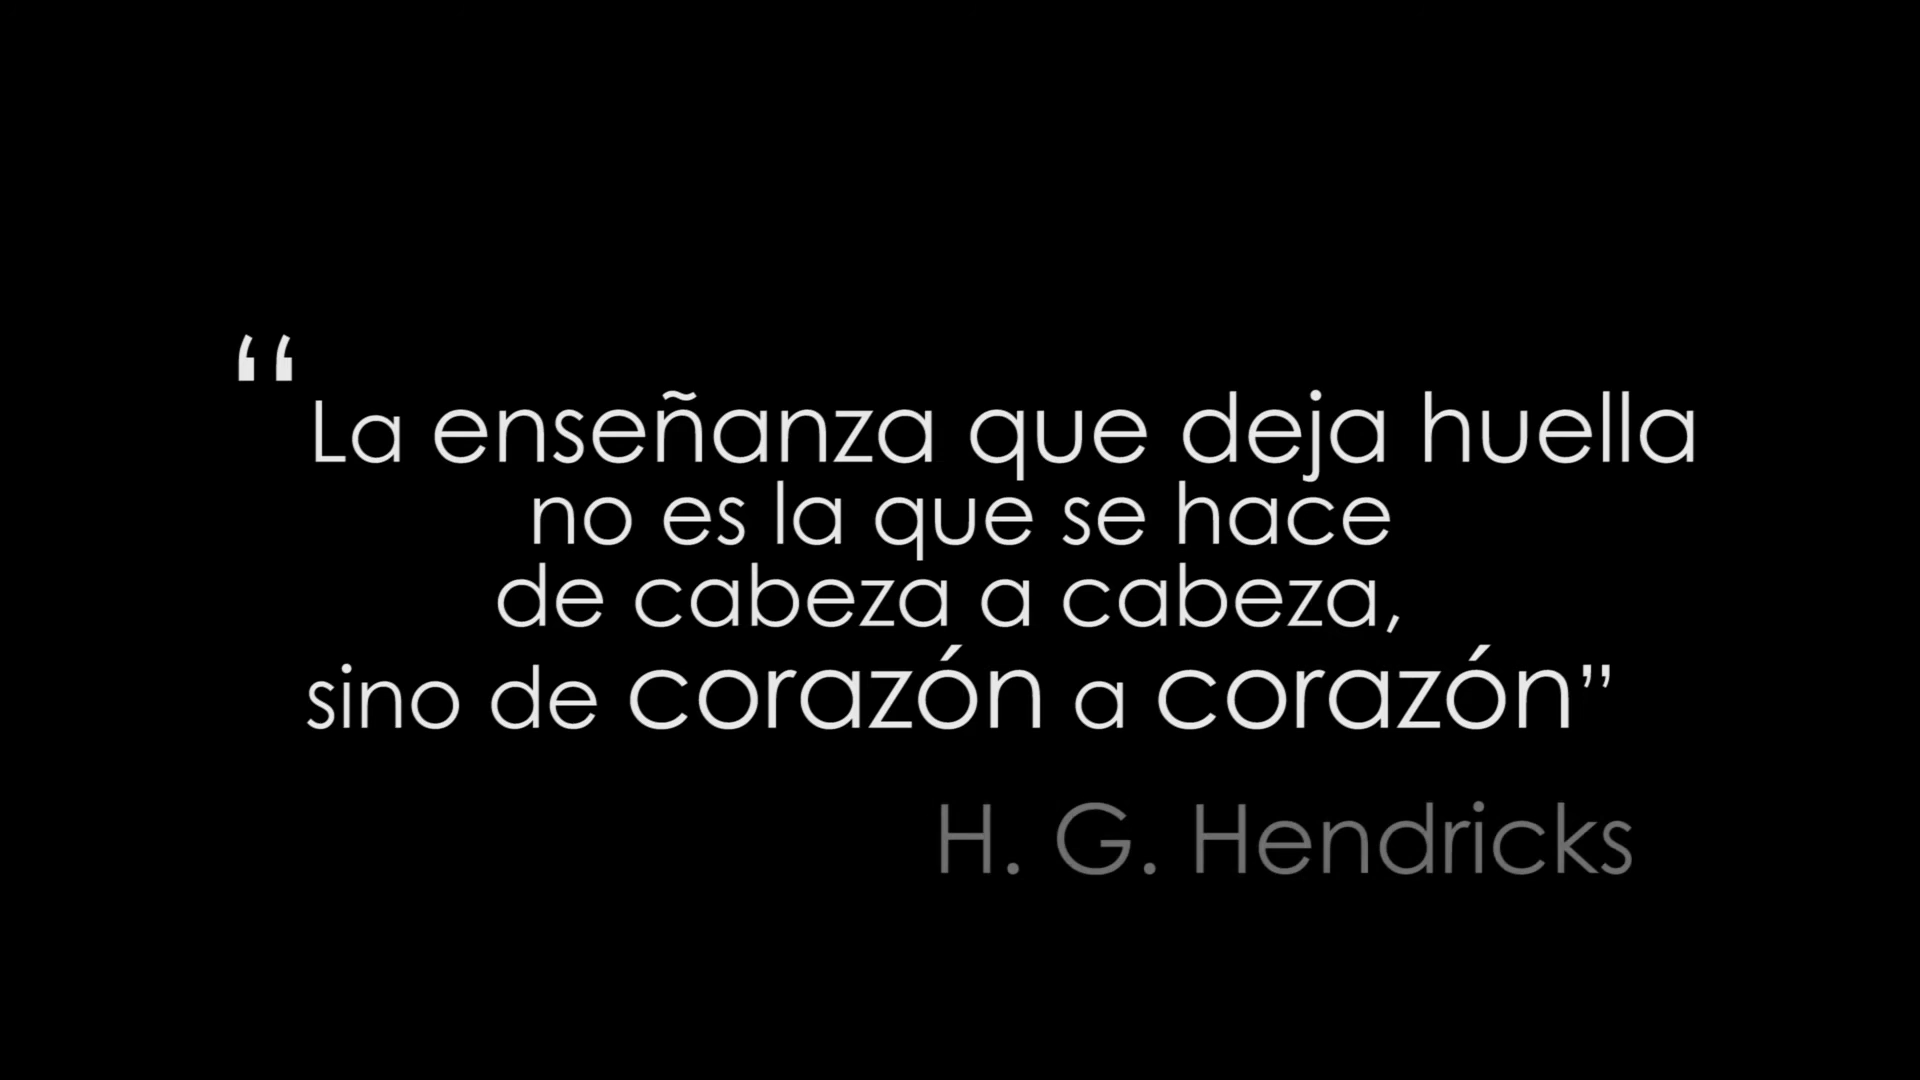 “La enseñanza que deja huella
no es la que se hace
de cabeza a cabeza,
sino de corazón a corazón”
H. G. Hendricks